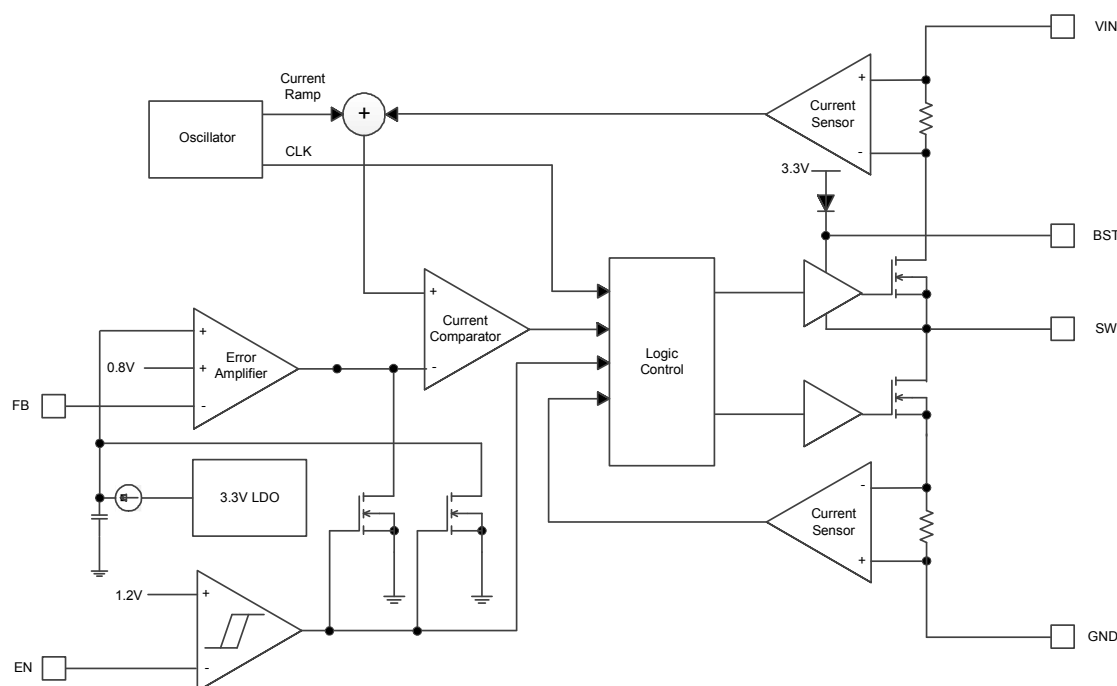 VIN
Current
Ramp
+
+
Current
Sensor
-
Oscillator
CLK
3.3V
BST
+
Current
Comparator
-
SW
Logic
Control
+
0.8V
+
Error
Amplifier
-
FB
3.3V LDO
-
Current
Sensor
+
1.2V
+
GND
EN
-